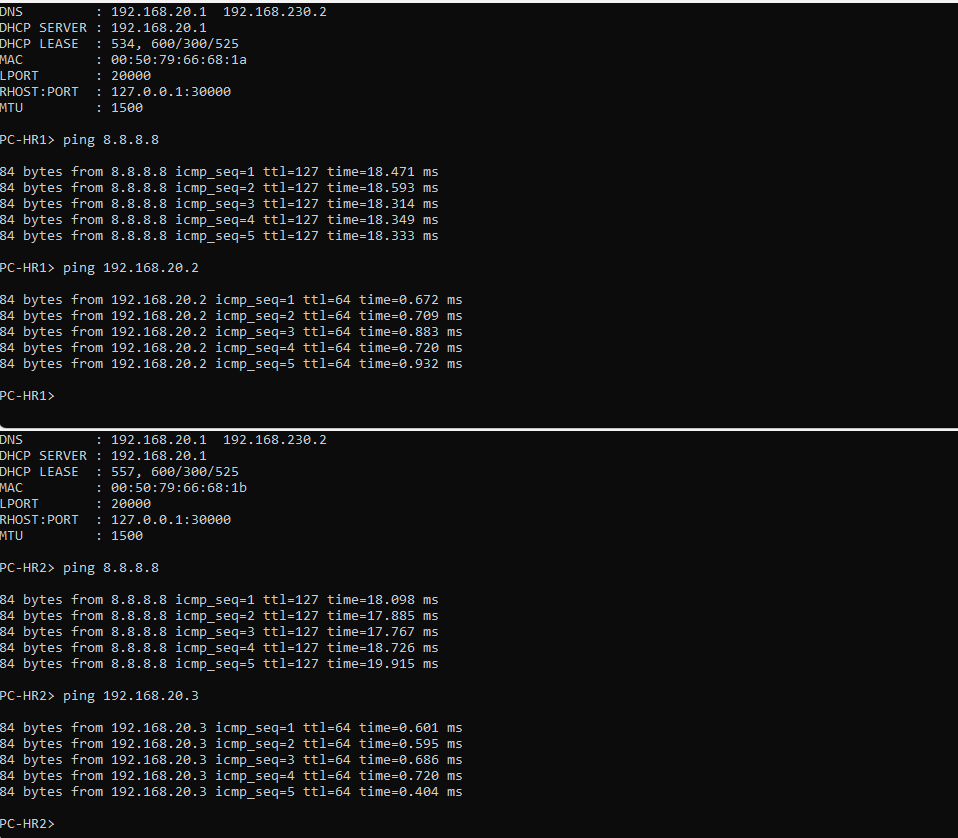 DNS         : 192.168.20.1  192.168.230.2
DHCP SERVER : 192.168.20.1
DHCP LEASE  : 534, 600/300/525
MAC         : 00:50:79:66:68:1a
LPORT       : 20000
RHOST:PORT  : 127.0.0.1:30000
MTU         : 1500
PC-HR1> ping 8.8.8.8
84 bytes from 8.8.8.8 icmp_seq=1 ttl=127 time=18.471 ms
84 bytes from 8.8.8.8 icmp_seq=2 ttl=127 time=18.593 ms
84 bytes from 8.8.8.8 icmp_seq=3 ttl=127 time=18.314 ms
84 bytes from 8.8.8.8 icmp_seq=4 ttl=127 time=18.349 ms
84 bytes from 8.8.8.8 icmp_seq=5 ttl=127 time=18.333 ms
PC-HR1> ping 192.168.20.2
84 bytes from 192.168.20.2 icmp_seq=1 ttl=64 time=0.672 ms
84 bytes from 192.168.20.2 icmp_seq=2 ttl=64 time=0.709 ms
84 bytes from 192.168.20.2 icmp_seq=3 ttl=64 time=0.883 ms
84 bytes from 192.168.20.2 icmp_seq=4 ttl=64 time=0.720 ms
84 bytes from 192.168.20.2 icmp_seq=5 ttl=64 time=0.932 ms
PC-HR1>
DNS         : 192.168.20.1  192.168.230.2
DHCP SERVER : 192.168.20.1
DHCP LEASE  : 557, 600/300/525
MAC         : 00:50:79:66:68:1b
LPORT       : 20000
RHOST:PORT  : 127.0.0.1:30000
MTU         : 1500
PC-HR2> ping 8.8.8.8
84 bytes from 8.8.8.8 icmp_seq=1 ttl=127 time=18.098 ms
84 bytes from 8.8.8.8 icmp_seq=2 ttl=127 time=17.885 ms
84 bytes from 8.8.8.8 icmp_seq=3 ttl=127 time=17.767 ms
84 bytes from 8.8.8.8 icmp_seq=4 ttl=127 time=18.726 ms
84 bytes from 8.8.8.8 icmp_seq=5 ttl=127 time=19.915 ms
PC-HR2> ping 192.168.20.3
84 bytes from 192.168.20.3 icmp_seq=1 ttl=64 time=0.601 ms
84 bytes from 192.168.20.3 icmp_seq=2 ttl=64 time=0.595 ms
84 bytes from 192.168.20.3 icmp_seq=3 ttl=64 time=0.686 ms
84 bytes from 192.168.20.3 icmp_seq=4 ttl=64 time=0.720 ms
84 bytes from 192.168.20.3 icmp_seq=5 ttl=64 time=0.404 ms
PC-HR2>